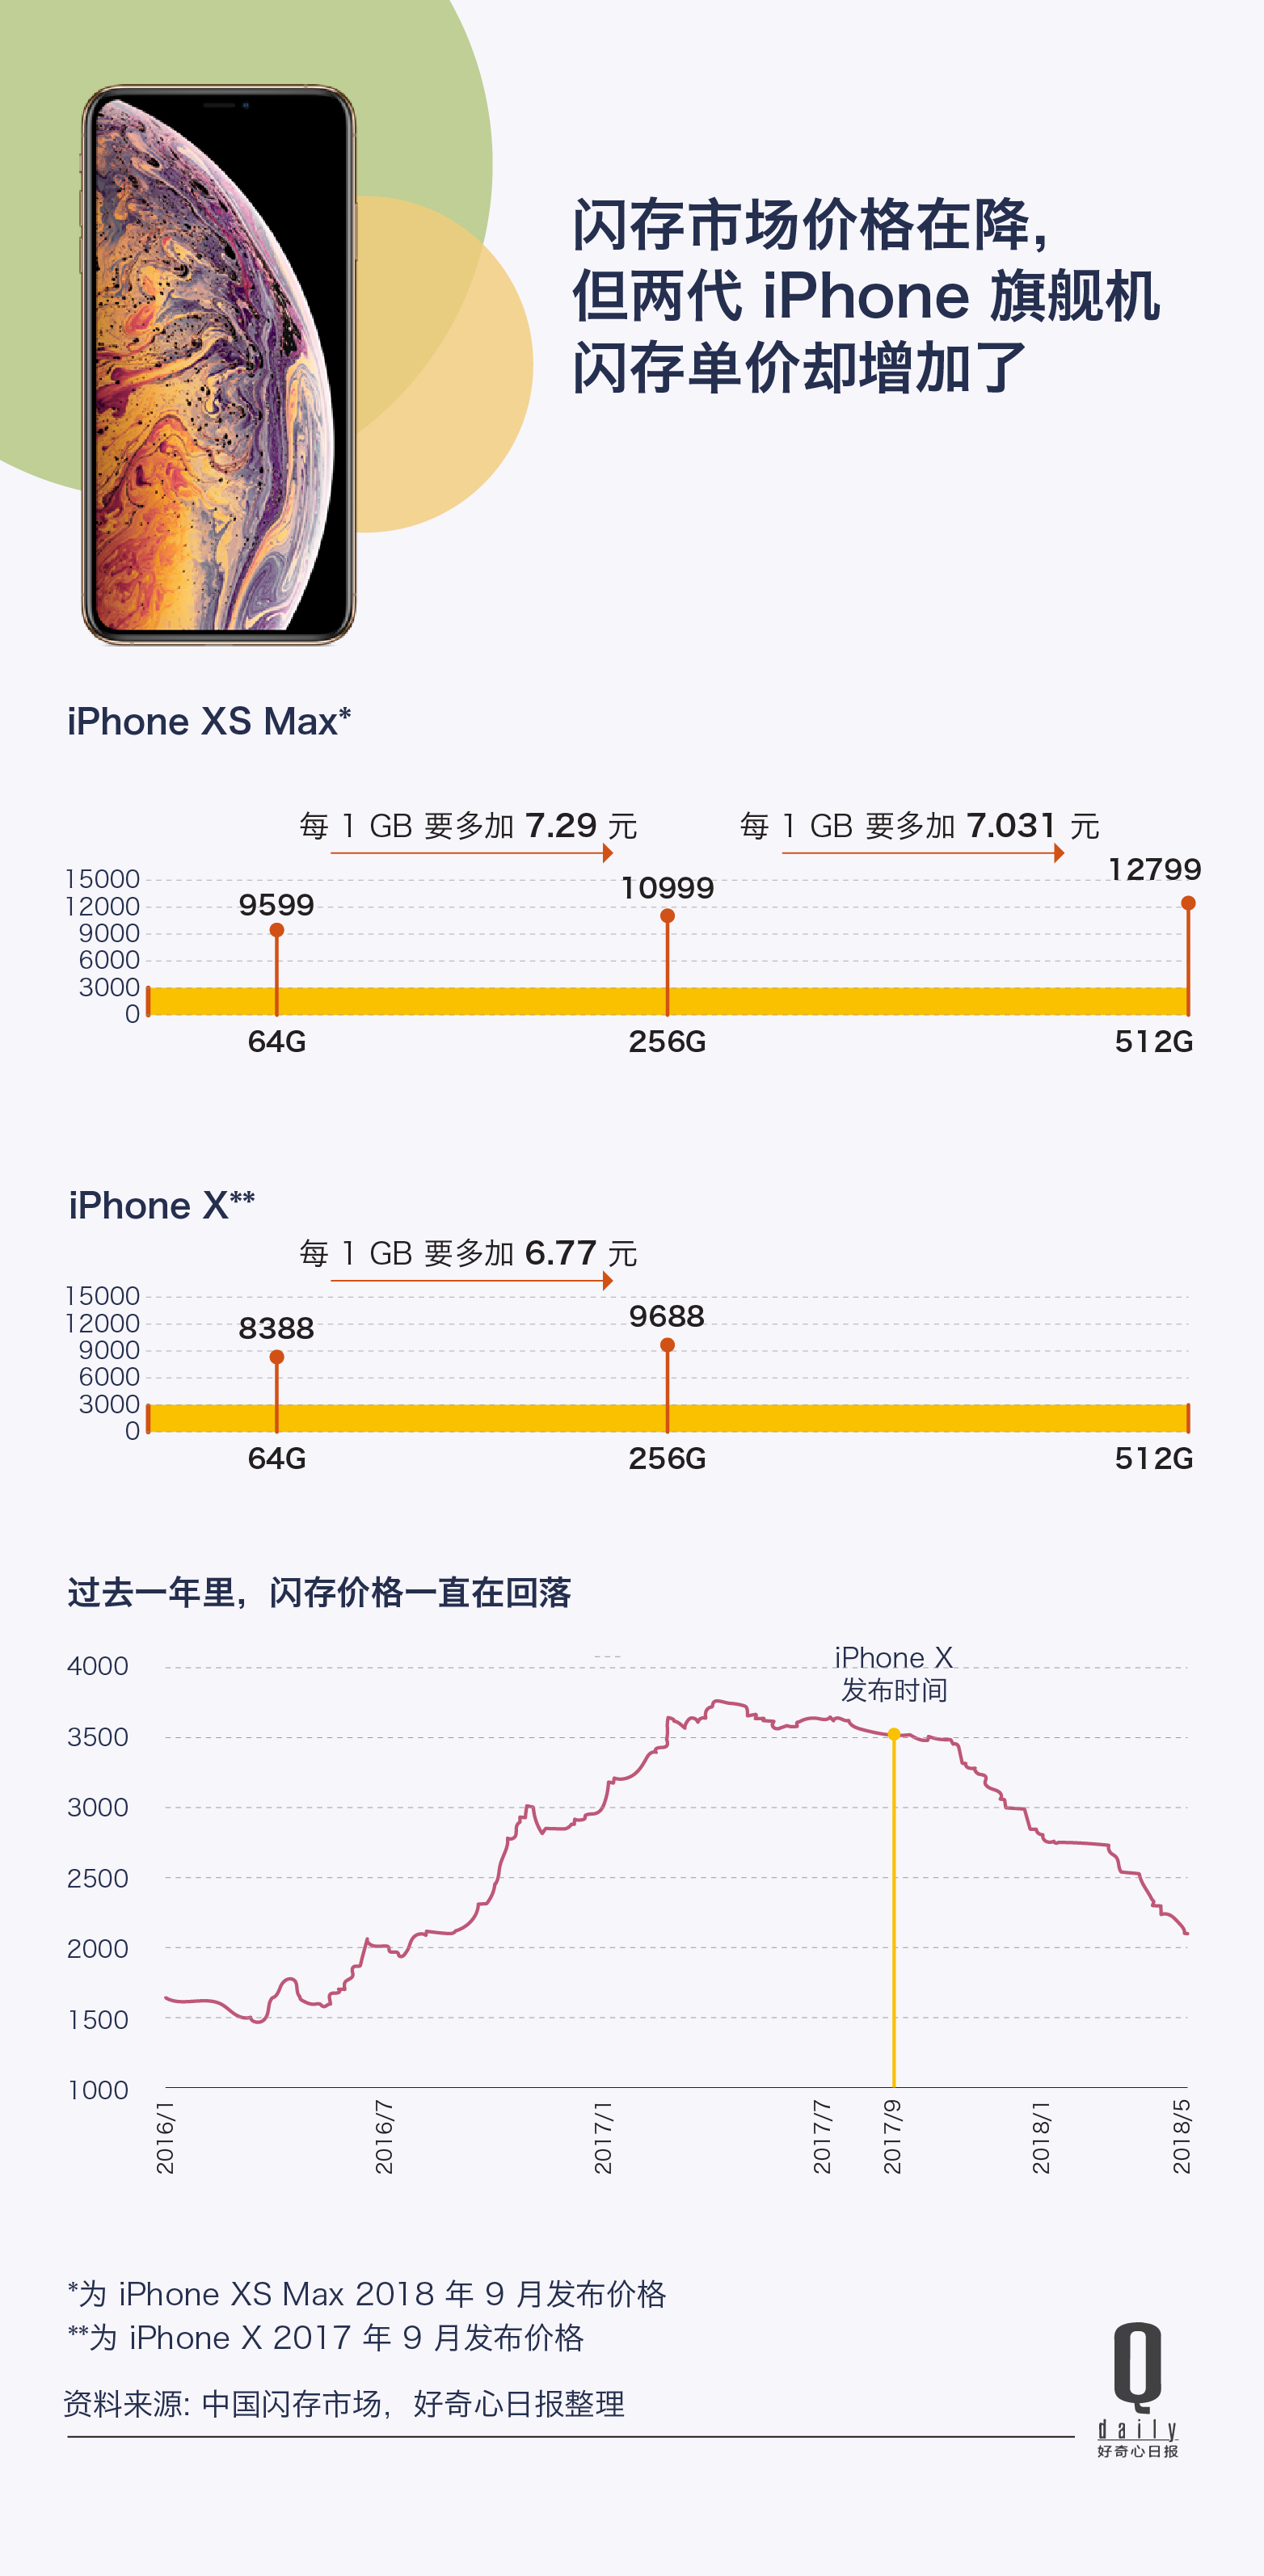 闪存市场价格在降，
但两代 iPhone 旗舰机
闪存单价却增加了
iPhone XS Max*
每 1 GB 要多加 7.29 元
每 1 GB 要多加 7.031 元
15000
12000
9000
6000
3000
0
9599
10999
12799
64G
256G
512G
iPhone X**
每 1 GB 要多加 6.77 元
15000
12000
9000
6000
3000
0
8388
9688
64G
256G
512G
过去一年里，闪存价格一直在回落
4000
3500
3000
2500
2000
1500
1000
iPhone X
发布时间
2016/1
2016/7
2017/1
2017/7
2017/9
2018/1
2018/5
*为 iPhone XS Max 2018 年 9 月发布价格
**为 iPhone X 2017 年 9 月发布价格
资料来源: 中国闪存市场，好奇心日报整理
Q
daily
好奇心日报